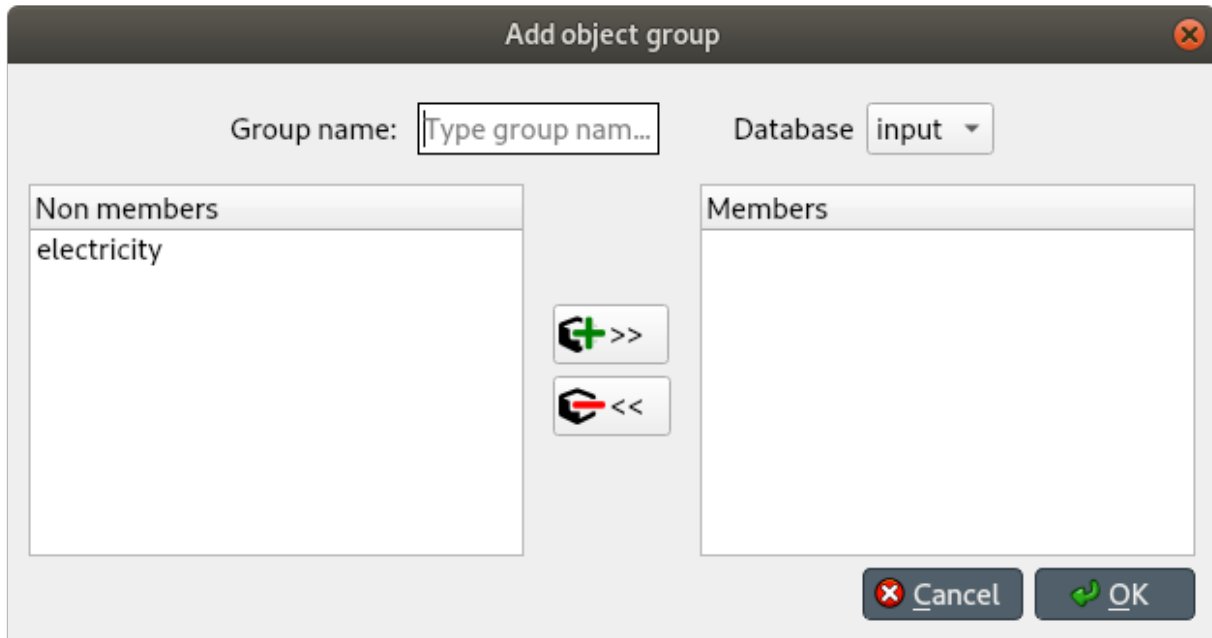 Add object group
Group name: Type group nam... Database input
Non members
electricity
>>
<<
Members
Cancel OK